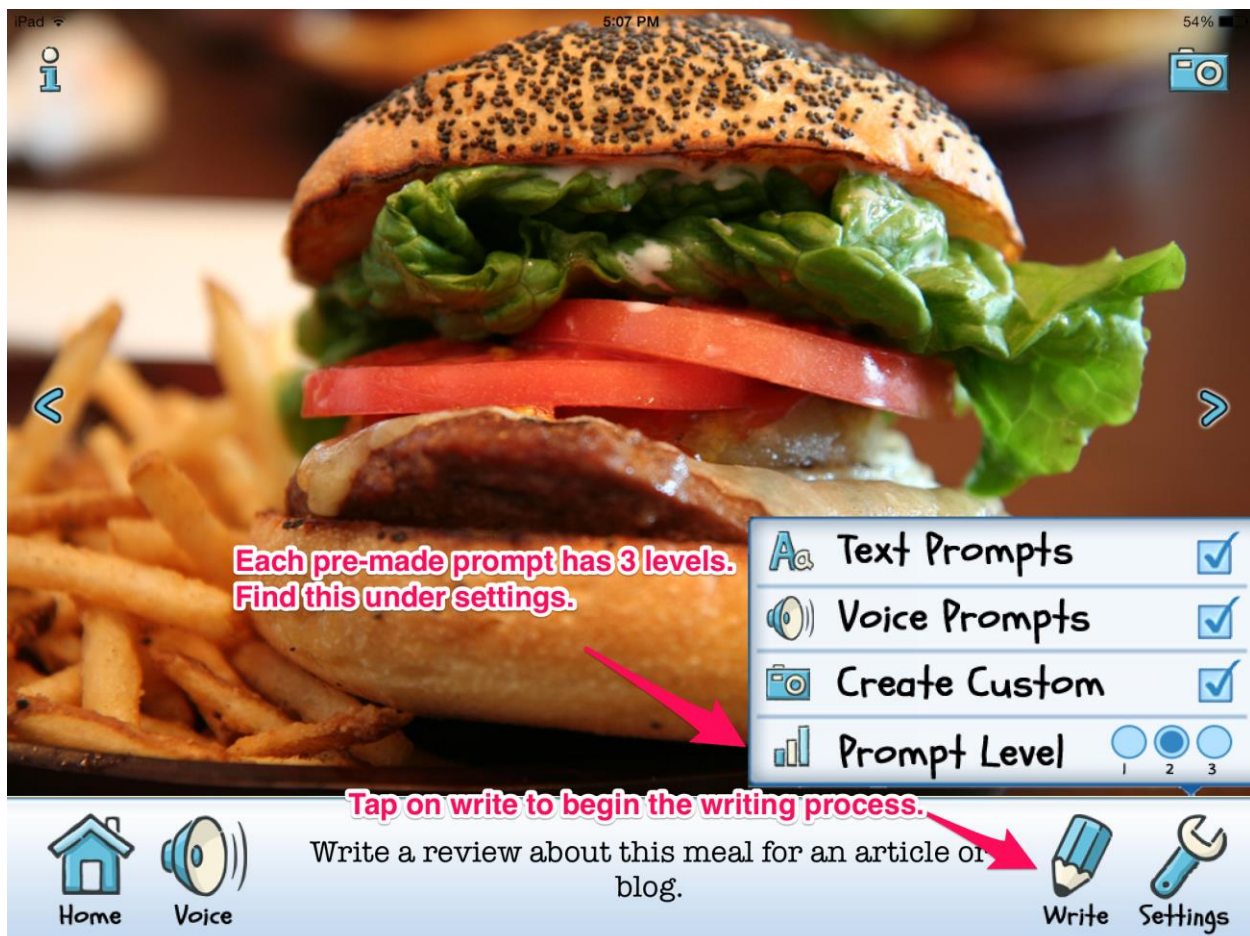 iPad 5:07 PM 54%
Each pre-made prompt has 3 levels.
Find this under settings.
Aa Text Prompts
Voice Prompts
Create Custom
Prompt Level
1 2 3
Tap on write to begin the writing process.
Write a review about this meal for an article or
blog.
Home Voice Write Settings